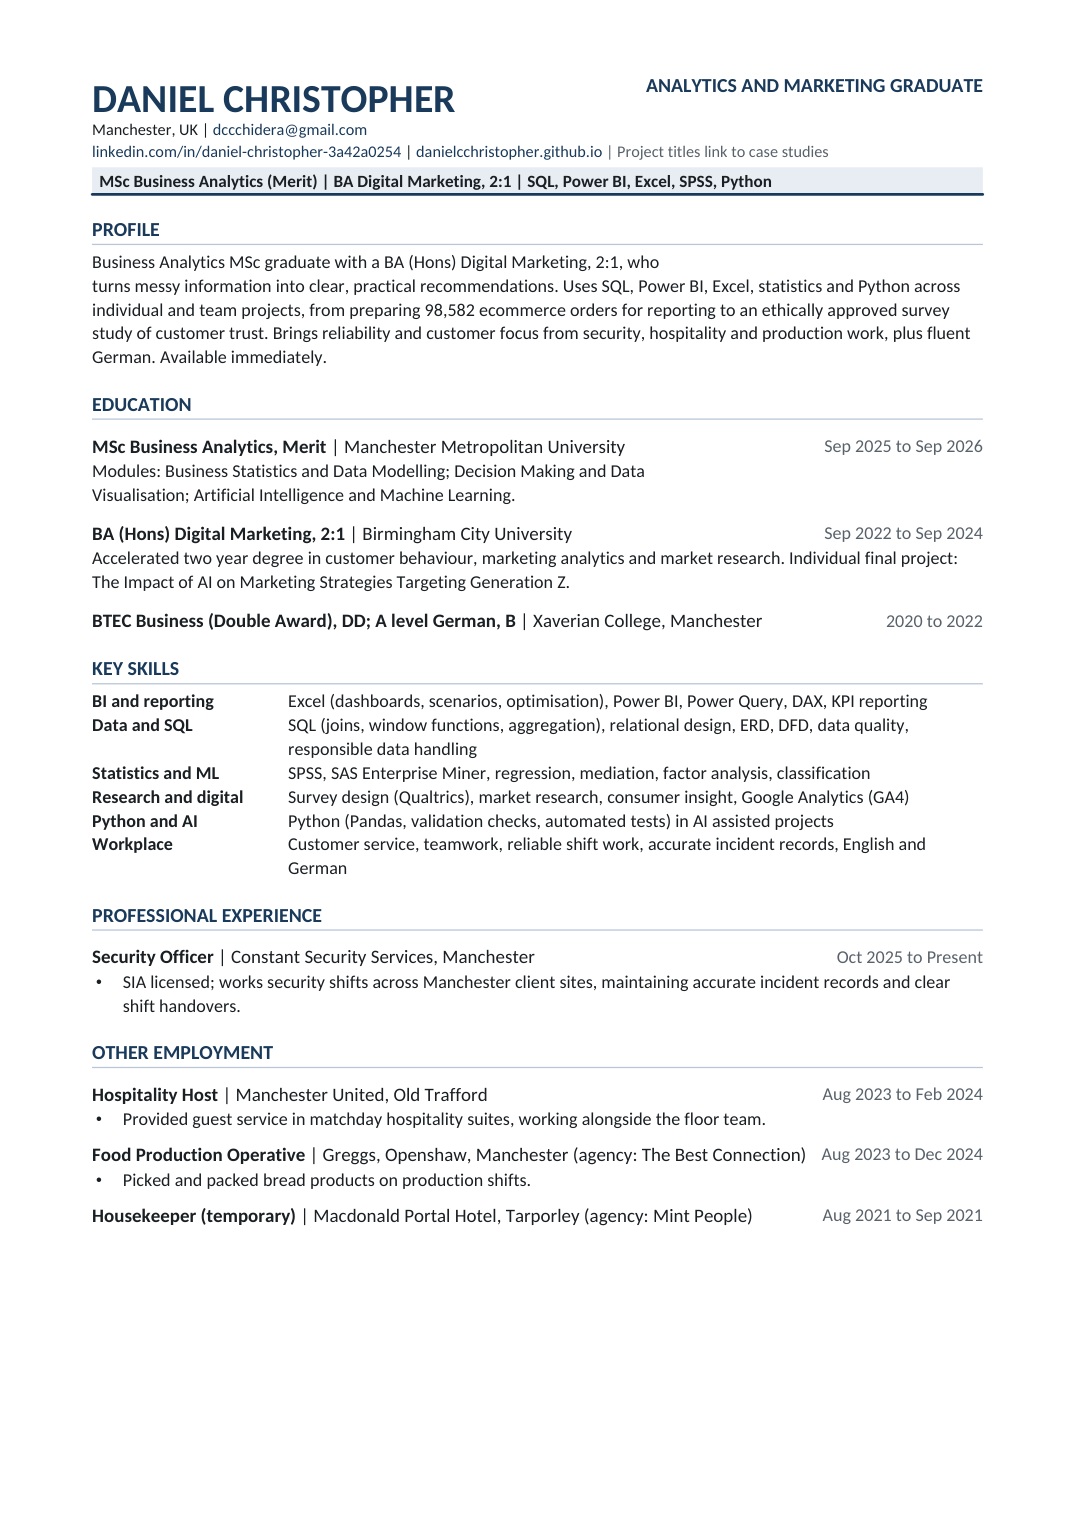 DANIEL CHRISTOPHER
ANALYTICS AND MARKETING GRADUATE
Manchester, UK | dccchidera@gmail.com
linkedin.com/in/daniel-christopher-3a42a0254 | danielcchristopher.github.io | Project titles link to case studies
MSc Business Analytics (Merit) | BA Digital Marketing, 2:1 | SQL, Power BI, Excel, SPSS, Python
PROFILE
Business Analytics MSc graduate with a BA (Hons) Digital Marketing, 2:1, who
turns messy information into clear, practical recommendations. Uses SQL, Power BI, Excel, statistics and Python across
individual and team projects, from preparing 98,582 ecommerce orders for reporting to an ethically approved survey
study of customer trust. Brings reliability and customer focus from security, hospitality and production work, plus fluent
German. Available immediately.
EDUCATION
MSc Business Analytics, Merit | Manchester Metropolitan University Sep 2025 to Sep 2026
Modules: Business Statistics and Data Modelling; Decision Making and Data
Visualisation; Artificial Intelligence and Machine Learning.
BA (Hons) Digital Marketing, 2:1 | Birmingham City University Sep 2022 to Sep 2024
Accelerated two year degree in customer behaviour, marketing analytics and market research. Individual final project:
The Impact of AI on Marketing Strategies Targeting Generation Z.
BTEC Business (Double Award), DD; A level German, B | Xaverian College, Manchester 2020 to 2022
KEY SKILLS
BI and reporting Excel (dashboards, scenarios, optimisation), Power BI, Power Query, DAX, KPI reporting
Data and SQL SQL (joins, window functions, aggregation), relational design, ERD, DFD, data quality,
responsible data handling
Statistics and ML SPSS, SAS Enterprise Miner, regression, mediation, factor analysis, classification
Research and digital Survey design (Qualtrics), market research, consumer insight, Google Analytics (GA4)
Python and AI Python (Pandas, validation checks, automated tests) in AI assisted projects
Workplace Customer service, teamwork, reliable shift work, accurate incident records, English and
German
PROFESSIONAL EXPERIENCE
Security Officer | Constant Security Services, Manchester Oct 2025 to Present
• SIA licensed; works security shifts across Manchester client sites, maintaining accurate incident records and clear
shift handovers.
OTHER EMPLOYMENT
Hospitality Host | Manchester United, Old Trafford Aug 2023 to Feb 2024
• Provided guest service in matchday hospitality suites, working alongside the floor team.
Food Production Operative | Greggs, Openshaw, Manchester (agency: The Best Connection) Aug 2023 to Dec 2024
• Picked and packed bread products on production shifts.
Housekeeper (temporary) | Macdonald Portal Hotel, Tarporley (agency: Mint People) Aug 2021 to Sep 2021